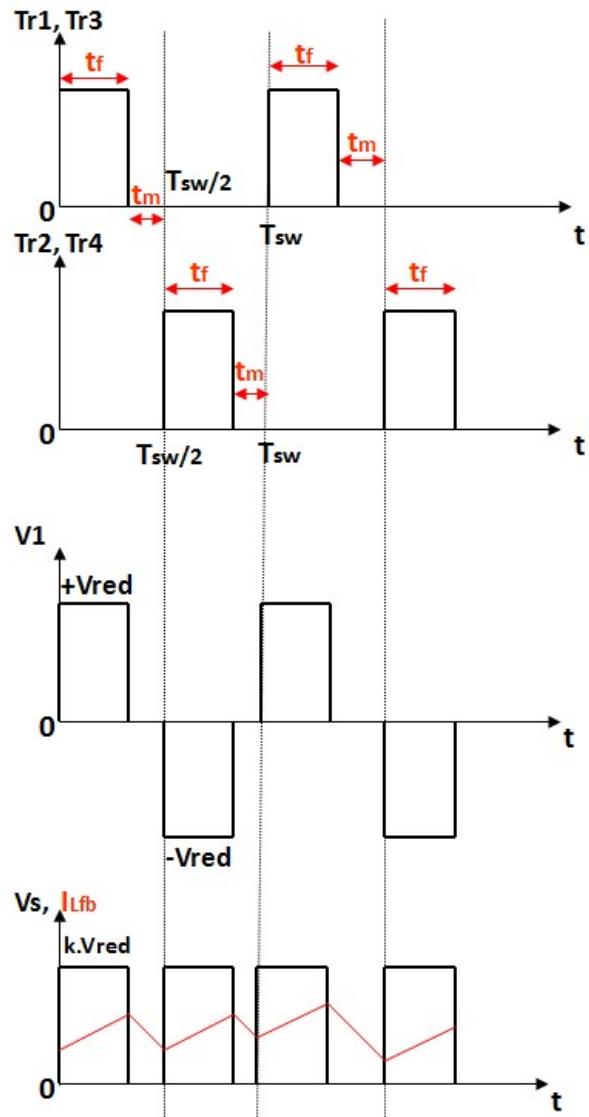 Tr1, Tr3
tf tf
tm
Tsw/2
tm
0
Tsw t
Tr2, Tr4
tf tf
tm
0
Tsw/2 Tsw t
V1
+Vred
0
t
-Vred
Vs, ILfb
k.Vred
0
t